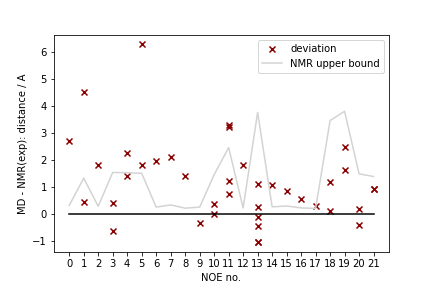 deviation
NMR upper bound
MD - NMR(exp): distance / A
6
5
4
3
2
1
0
−1
0 1 2 3 4 5 6 7 8 9 10 11 12 13 14 15 16 17 18 19 20 21
NOE no.